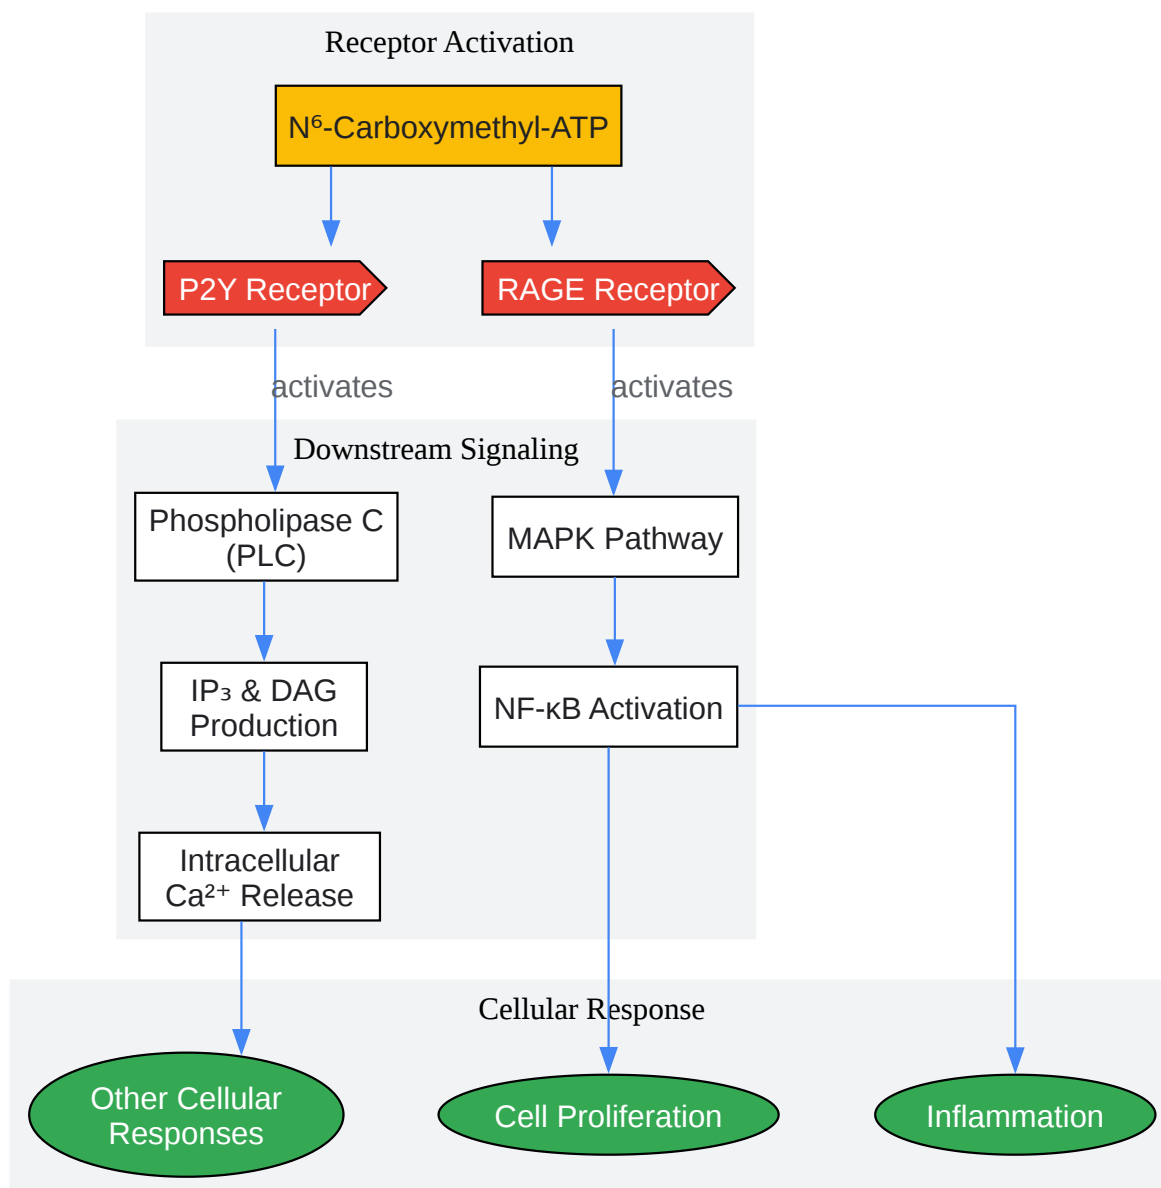 Receptor Activation
N⁶-Carboxymethyl-ATP
P2Y Receptor
RAGE Receptor
activates
activates
Downstream Signaling
Phospholipase C
(PLC)
MAPK Pathway
IP₃ & DAG
Production
NF-κB Activation
Intracellular
Ca²⁺ Release
Cellular Response
Other Cellular
Responses
Cell Proliferation
Inflammation